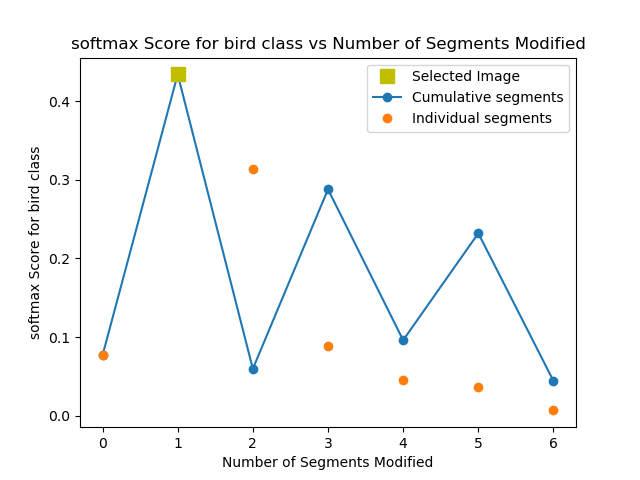 softmax Score for bird class vs Number of Segments Modified
Selected Image
Cumulative segments
Individual segments
softmax Score for bird class
0.4
0.3
0.2
0.1
0.0
0 1 2 3 4 5 6
Number of Segments Modified